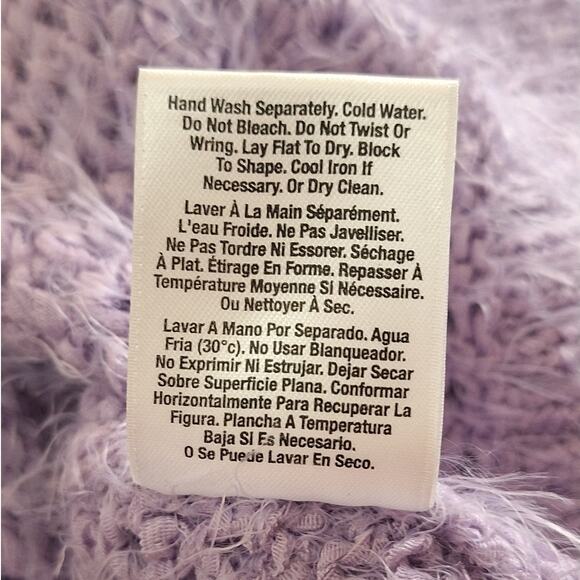 Hand Wash Separately. Cold Water.
Do Not Bleach. Do Not Twist Or
Wring. Lay Flat To Dry. Block
To Shape. Cool Iron If
Necessary. Or Dry Clean.
Laver À La Main Séparément.
L'eau Froide. Ne Pas Javelliser.
Ne Pas Tordre Ni Essorer. Séchage
À Plat. Étirage En Forme. Repasser À
Température Moyenne Si Nécessaire.
Ou Nettoyer À Sec.
Lavar A Mano Por Separado. Agua
Fria (30°c). No Usar Blanqueador.
No Exprimir Ni Estrujar. Dejar Secar
Sobre Superficie Plana. Conformar
Horizontalmente Para Recuperar La
Figura. Plancha A Temperatura
Baja Si Es Necesario.
O Se Puede Lavar En Seco.